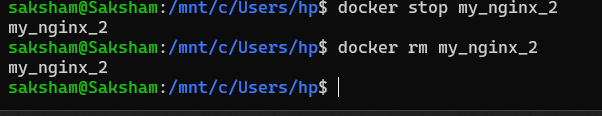 saksham@Saksham:/mnt/c/Users/hp$ docker stop my_nginx_2
my_nginx_2
saksham@Saksham:/mnt/c/Users/hp$ docker rm my_nginx_2
my_nginx_2
saksham@Saksham:/mnt/c/Users/hp$